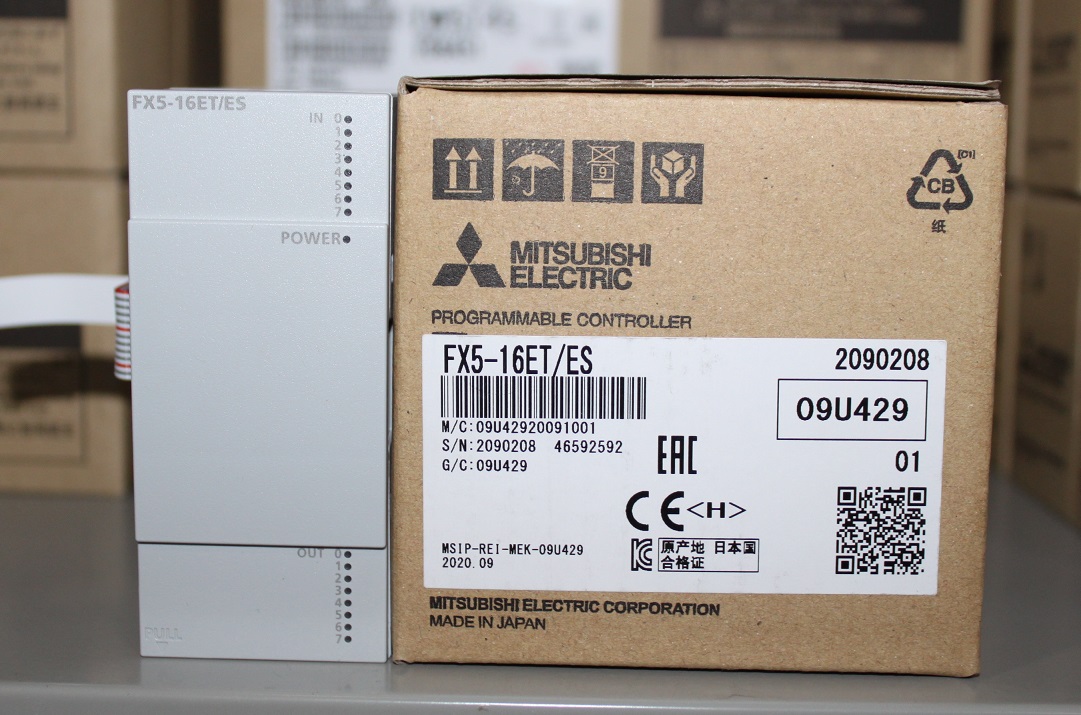 FX5-16ET/ES
IN 0
1
2
3
4
5
6
7
POWER
OUT 0
1
2
3
4
5
6
7
PULL
9
[C1]
CB
纸
MITSUBISHI
ELECTRIC
PROGRAMMABLE CONTROLLER
FX5-16ET/ES
2090208
09U429
M/C:09U42920091001
S/N:2090208 46592592
G/C:09U429
EAC
01
CE<H>
MSIP-REI-MEK-09U429
2020.09
原产地 日本国
合格证
MITSUBISHI ELECTRIC CORPORATION
MADE IN JAPAN